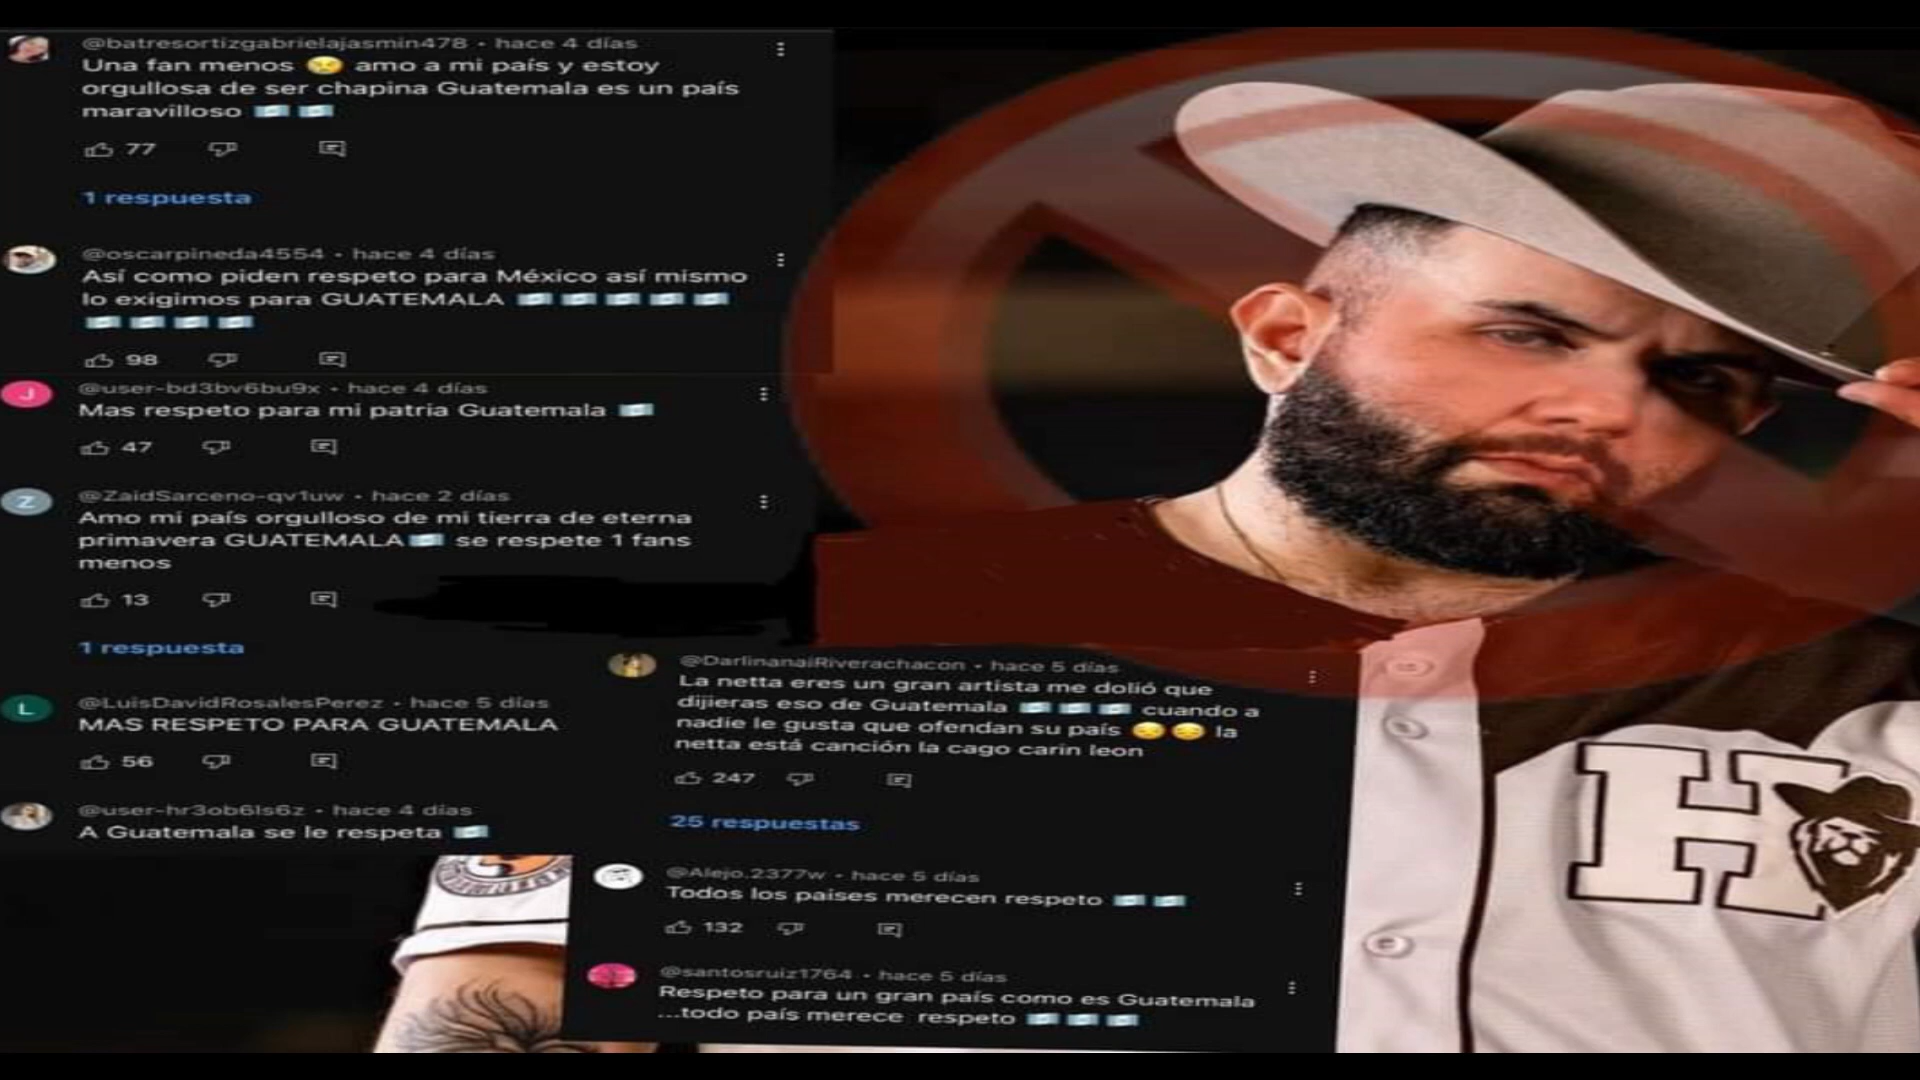 @batresortizgabrielajasmin478 • hace 4 días
Una fan menos 😢 amo a mi país y estoy
orgullosa de ser chapina Guatemala es un país
maravilloso 🇬🇹 🇬🇹
77
1 respuesta
@oscarpineda4554 • hace 4 días
Así como piden respeto para México así mismo
lo exigimos para GUATEMALA 🇬🇹 🇬🇹 🇬🇹 🇬🇹 🇬🇹
🇬🇹 🇬🇹 🇬🇹 🇬🇹
98
J
@user-bd3bv6bu9x • hace 4 días
Mas respeto para mi patria Guatemala 🇬🇹
47
Z
@ZaidSarceno-qv1uw • hace 2 días
Amo mi país orgulloso de mi tierra de eterna
primavera GUATEMALA🇬🇹 se respete 1 fans
menos
13
1 respuesta
L
@LuisDavidRosalesPerez • hace 5 días
MAS RESPETO PARA GUATEMALA
56
@user-hr3ob6ls6z • hace 4 días
A Guatemala se le respeta 🇬🇹
@DarlinanaiRiverachacon • hace 5 días
La netta eres un gran artista me dolió que
dijieras eso de Guatemala 🇬🇹 🇬🇹 🇬🇹 cuando a
nadie le gusta que ofendan su país 😔😔 la
netta está canción la cago carin leon
247
25 respuestas
@Alejo.2377w • hace 5 días
Todos los paises merecen respeto 🇬🇹 🇬🇹
132
@santosruiz1764 • hace 5 días
Respeto para un gran país como es Guatemala
...todo país merece respeto 🇬🇹 🇬🇹 🇬🇹
H